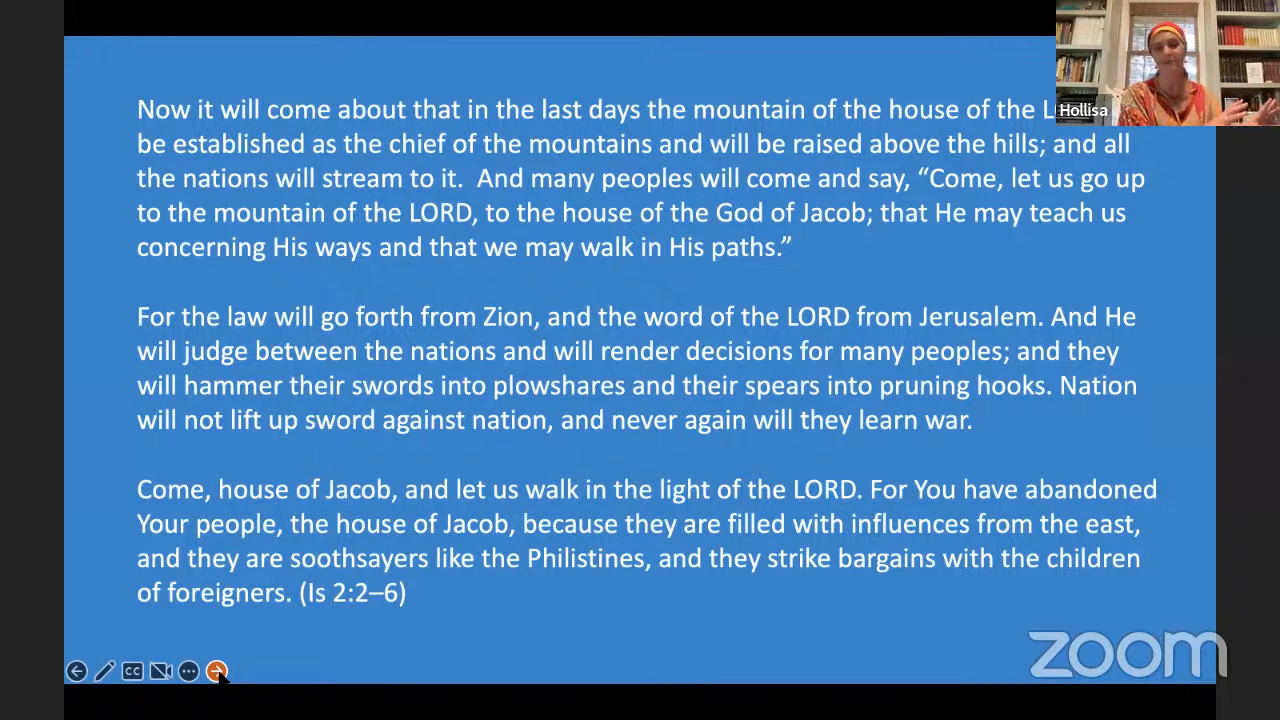 Now it will come about that in the last days the mountain of the house of the
be established as the chief of the mountains and will be raised above the hills; and all
the nations will stream to it.  And many peoples will come and say, “Come, let us go up
to the mountain of the LORD, to the house of the God of Jacob; that He may teach us
concerning His ways and that we may walk in His paths.”
For the law will go forth from Zion, and the word of the LORD from Jerusalem. And He
will judge between the nations and will render decisions for many peoples; and they
will hammer their swords into plowshares and their spears into pruning hooks. Nation
will not lift up sword against nation, and never again will they learn war.
Come, house of Jacob, and let us walk in the light of the LORD. For You have abandoned
Your people, the house of Jacob, because they are filled with influences from the east,
and they are soothsayers like the Philistines, and they strike bargains with the children
of foreigners. (Is 2:2–6)
Hollisa
CC
zoom